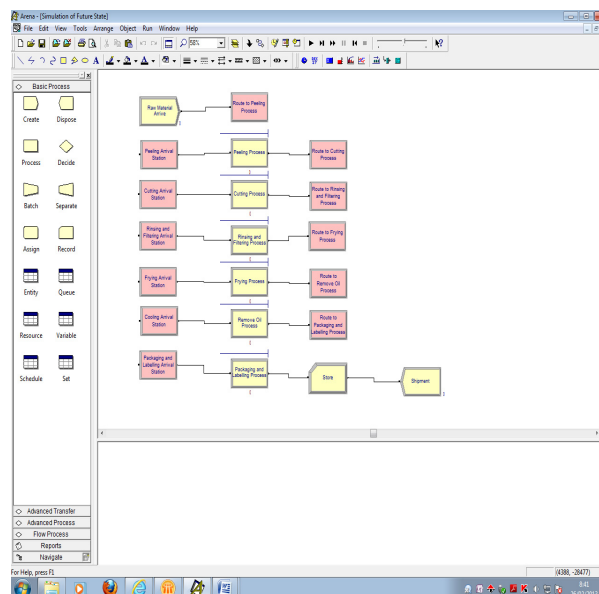 Arena - [Simulation of Future State]
File Edit View Tools Arrange Object Run Window Help
58%
Basic Process
Create Dispose
Process Decide
Batch Separate
Assign Record
Entity Queue
Resource Variable
Schedule Set
Raw Material Arrive
Route to Peeling Process
Peeling Arrival Station
Peeling Process
Route to Cutting Process
Cutting Arrival Station
Cutting Process
Route to Rinsing and Filtering Process
Rinsing and Filtering Arrival Station
Rinsing and Filtering Process
Route to Frying Process
Frying Arrival Station
Frying Process
Route to Remove Oil Process
Cooling Arrival Station
Remove Oil Process
Route to Packaging and Labelling Process
Packaging and Labelling Arrival Station
Packaging and Labelling Process
Store
Shipment
Advanced Transfer
Advanced Process
Flow Process
Reports
Navigate
For Help, press F1
(4388, -28477)
8:41